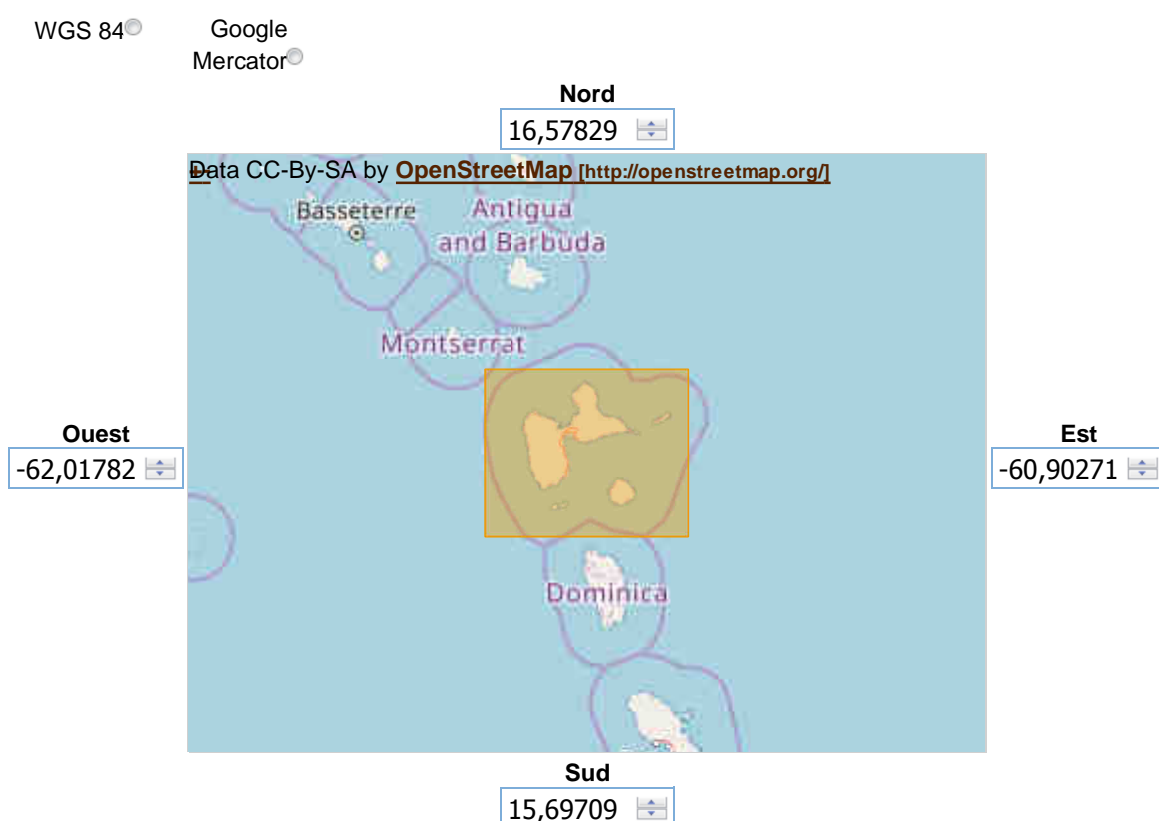 WGS 84
Google
Mercator
Nord
16,57829
Data CC-By-SA by OpenStreetMap [http://openstreetmap.org/]
Basseterre
Antigua
and Barbuda
Montserrat
Ouest
-62,01782
Est
-60,90271
Dominica
Sud
15,69709